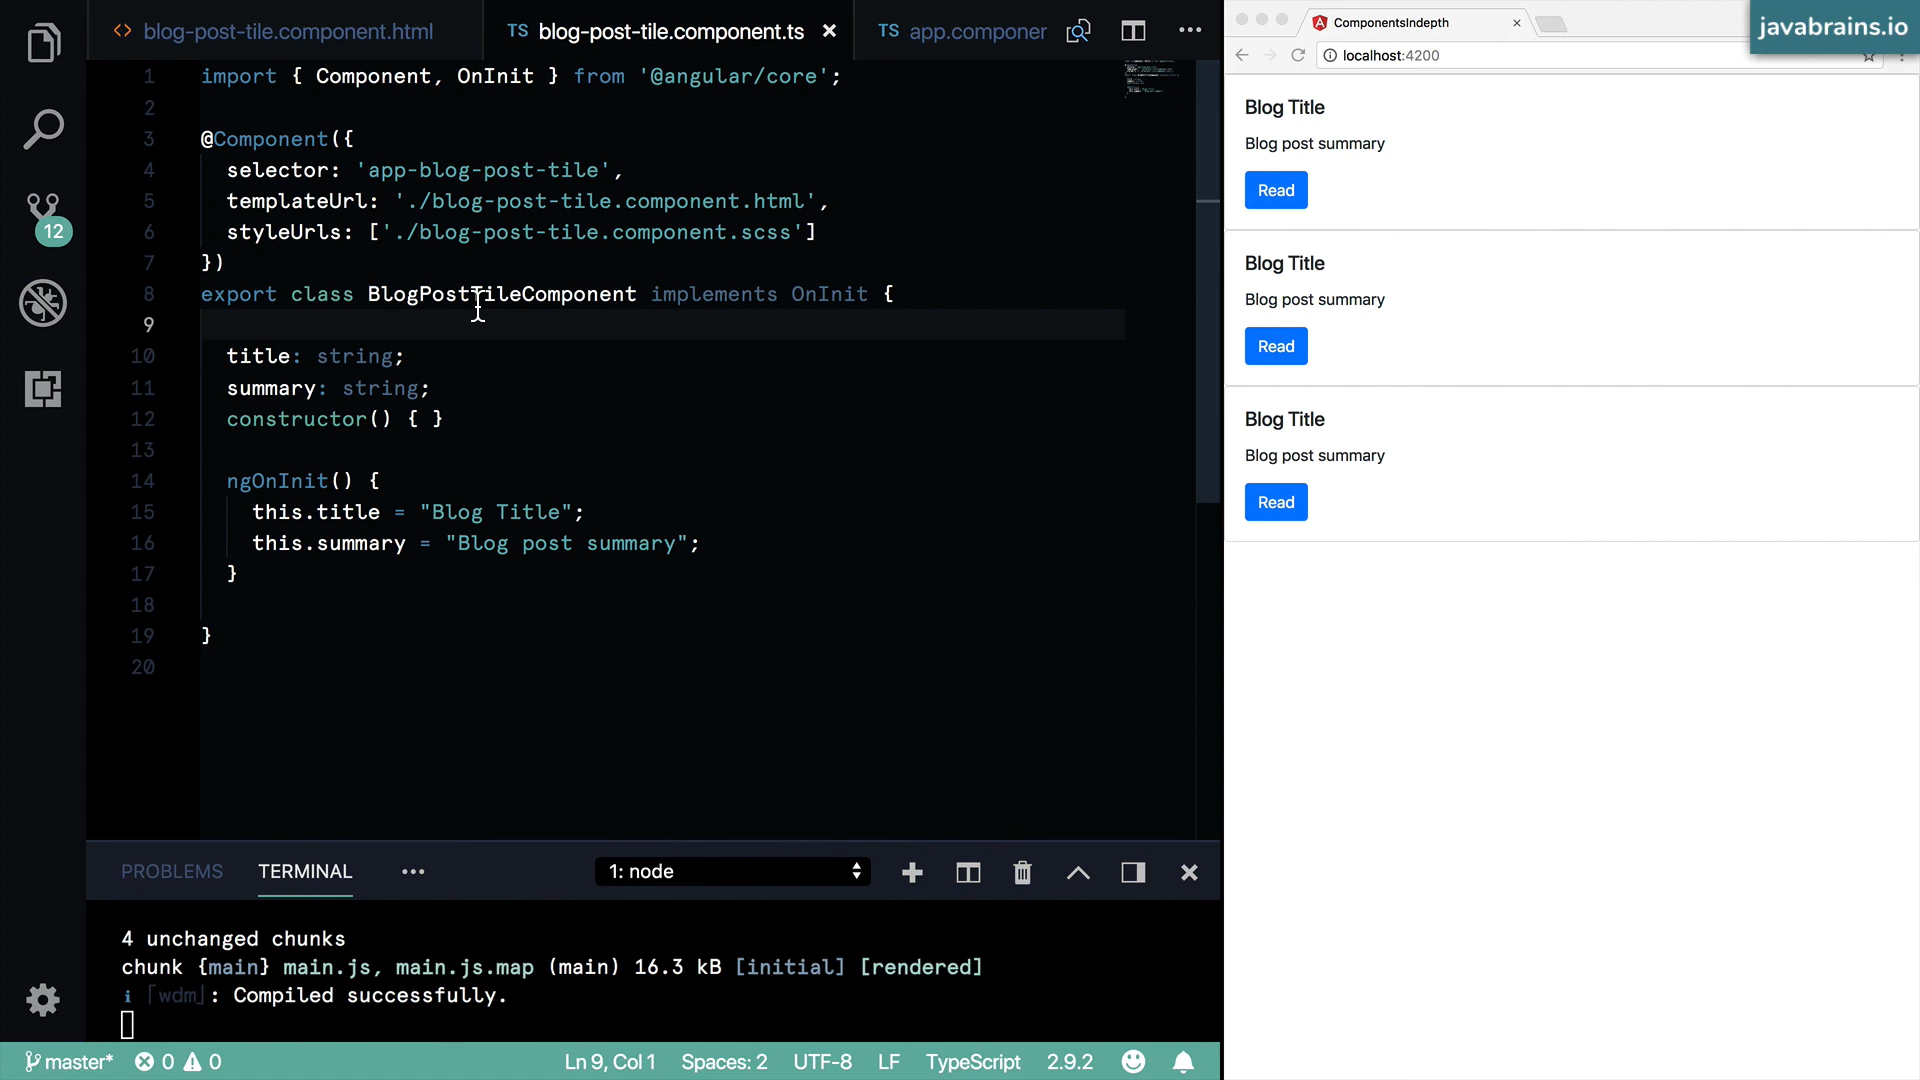 blog-post-tile.component.html
TS blog-post-tile.component.ts
TS app.componer
1 import { Component, OnInit } from '@angular/core';
2
3 @Component({
4 selector: 'app-blog-post-tile',
5 templateUrl: './blog-post-tile.component.html',
6 styleUrls: ['./blog-post-tile.component.scss']
7 })
8 export class BlogPostTileComponent implements OnInit {
9
10 title: string;
11 summary: string;
12 constructor() { }
13
14 ngOnInit() {
15 this.title = "Blog Title";
16 this.summary = "Blog post summary";
17 }
18
19 }
20
12
PROBLEMS TERMINAL
1: node
4 unchanged chunks
chunk {main} main.js, main.js.map (main) 16.3 kB [initial] [rendered]
i ｢wdm｣: Compiled successfully.
master* 0 0 Ln 9, Col 1 Spaces: 2 UTF-8 LF TypeScript 2.9.2
ComponentsIndepth
javabrains.io
localhost:4200
Blog Title
Blog post summary
Read
Blog Title
Blog post summary
Read
Blog Title
Blog post summary
Read